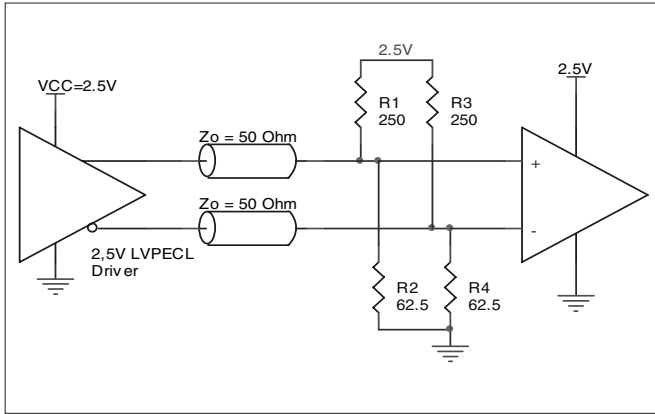 2.5V
VCC=2.5V
2.5V
R1
250
R3
250
Zo = 50 Ohm
+
Zo = 50 Ohm
-
2,5V LVPECL
Driver
R2
62.5
R4
62.5